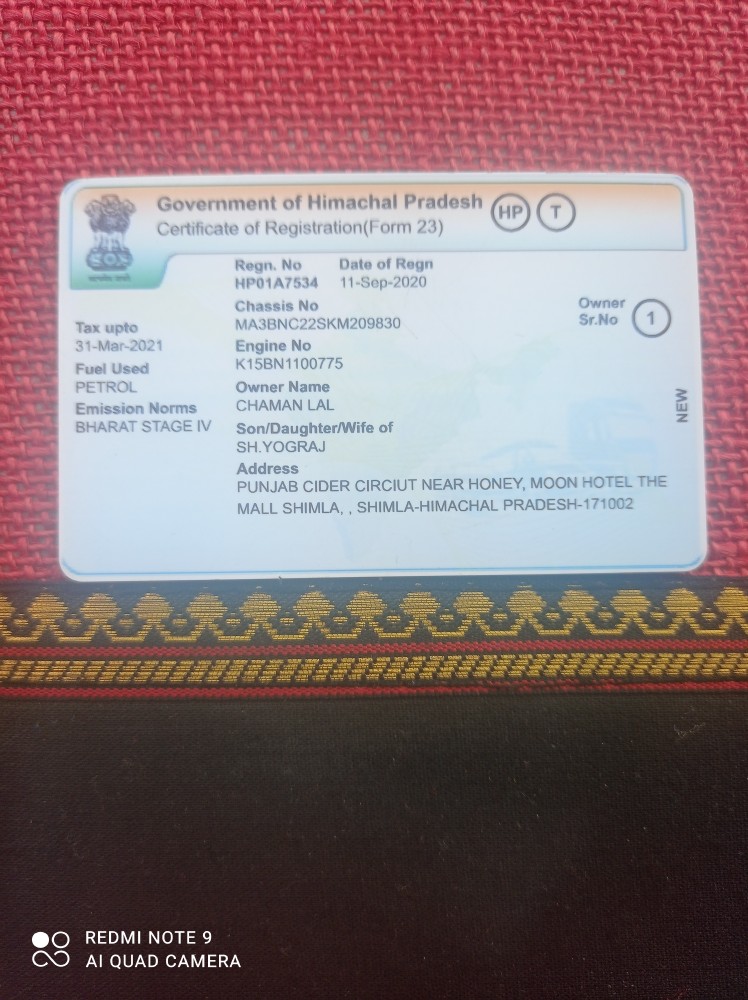 Government of Himachal Pradesh HP T
Certificate of Registration(Form 23)
Regn. No Date of Regn
HP01A7534 11-Sep-2020
Chassis No
MA3BNC22SKM209830
Owner
Sr.No 1
Tax upto
31-Mar-2021
Engine No
K15BN1100775
Fuel Used
PETROL
Owner Name
CHAMAN LAL
Emission Norms
BHARAT STAGE IV
Son/Daughter/Wife of
SH.YOGRAJ
NEW
Address
PUNJAB CIDER CIRCIUT NEAR HONEY, MOON HOTEL THE
MALL SHIMLA, , SHIMLA-HIMACHAL PRADESH-171002
REDMI NOTE 9
AI QUAD CAMERA